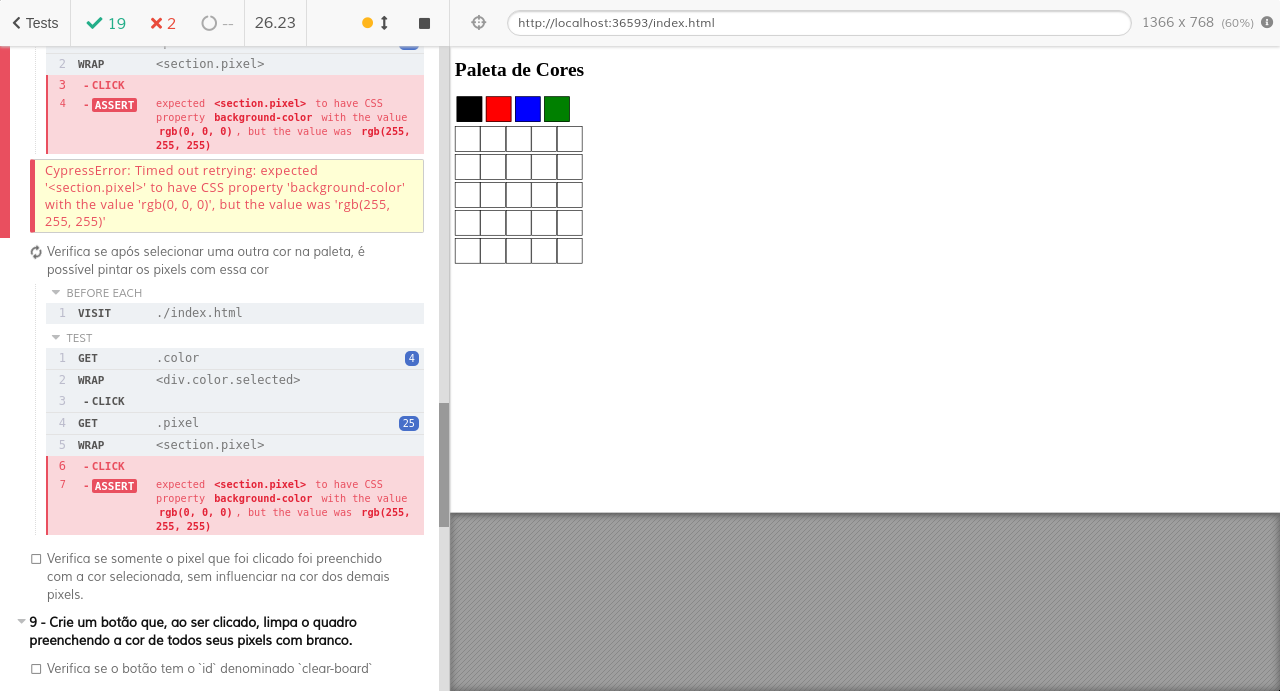 Tests 19 2 -- 26.23 http://localhost:36593/index.html 1366 x 768 (60%)
2 WRAP <section.pixel>
3 - CLICK
4 - ASSERT expected <section.pixel> to have CSS
property background-color with the value
rgb(0, 0, 0), but the value was rgb(255,
255, 255)
CypressError: Timed out retrying: expected
'<section.pixel>' to have CSS property 'background-color'
with the value 'rgb(0, 0, 0)', but the value was 'rgb(255,
255, 255)'
Verifica se após selecionar uma outra cor na paleta, é
possível pintar os pixels com essa cor
BEFORE EACH
1 VISIT ./index.html
TEST
1 GET .color 4
2 WRAP <div.color.selected>
3 - CLICK
4 GET .pixel 25
5 WRAP <section.pixel>
6 - CLICK
7 - ASSERT expected <section.pixel> to have CSS
property background-color with the value
rgb(0, 0, 0), but the value was rgb(255,
255, 255)
Verifica se somente o pixel que foi clicado foi preenchido
com a cor selecionada, sem influenciar na cor dos demais
pixels.
9 - Crie um botão que, ao ser clicado, limpa o quadro
preenchendo a cor de todos seus pixels com branco.
Verifica se o botão tem o `id` denominado `clear-board`
Paleta de Cores